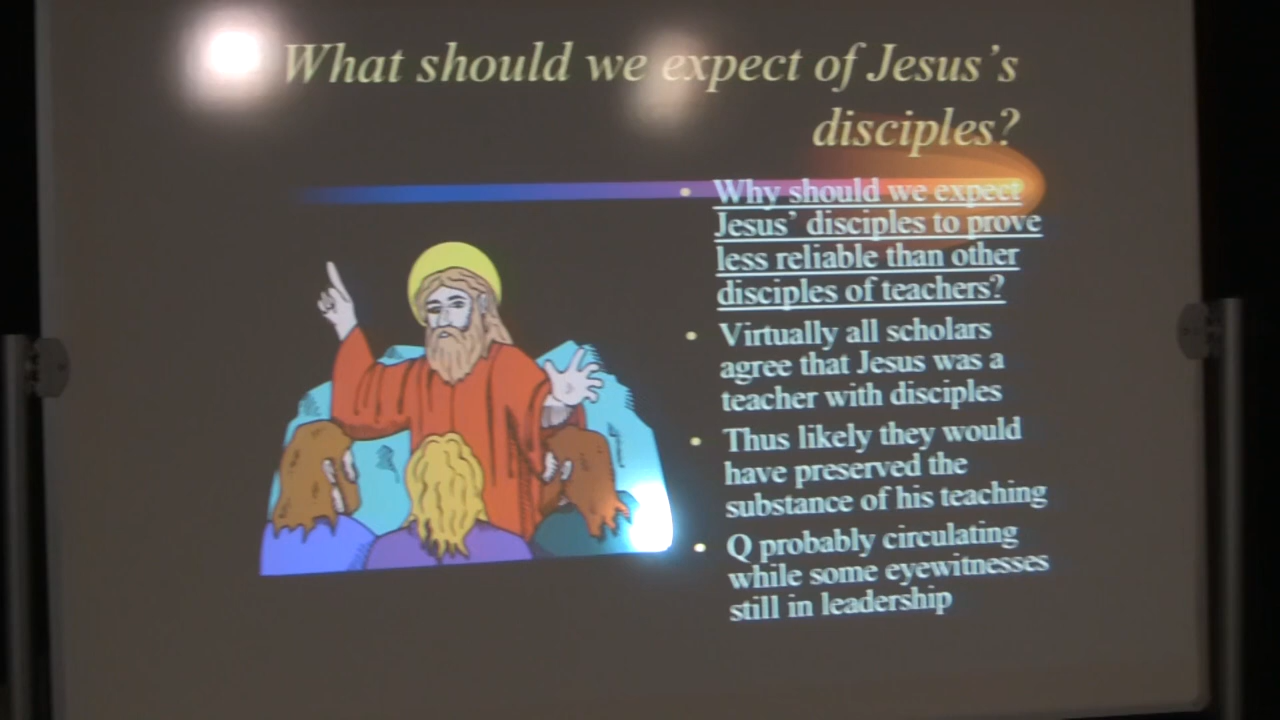 What should we expect of Jesus's
disciples?
• Why should we expect
Jesus' disciples to prove
less reliable than other
disciples of teachers?
• Virtually all scholars
agree that Jesus was a
teacher with disciples
• Thus likely they would
have preserved the
substance of his teaching
• Q probably circulating
while some eyewitnesses
still in leadership